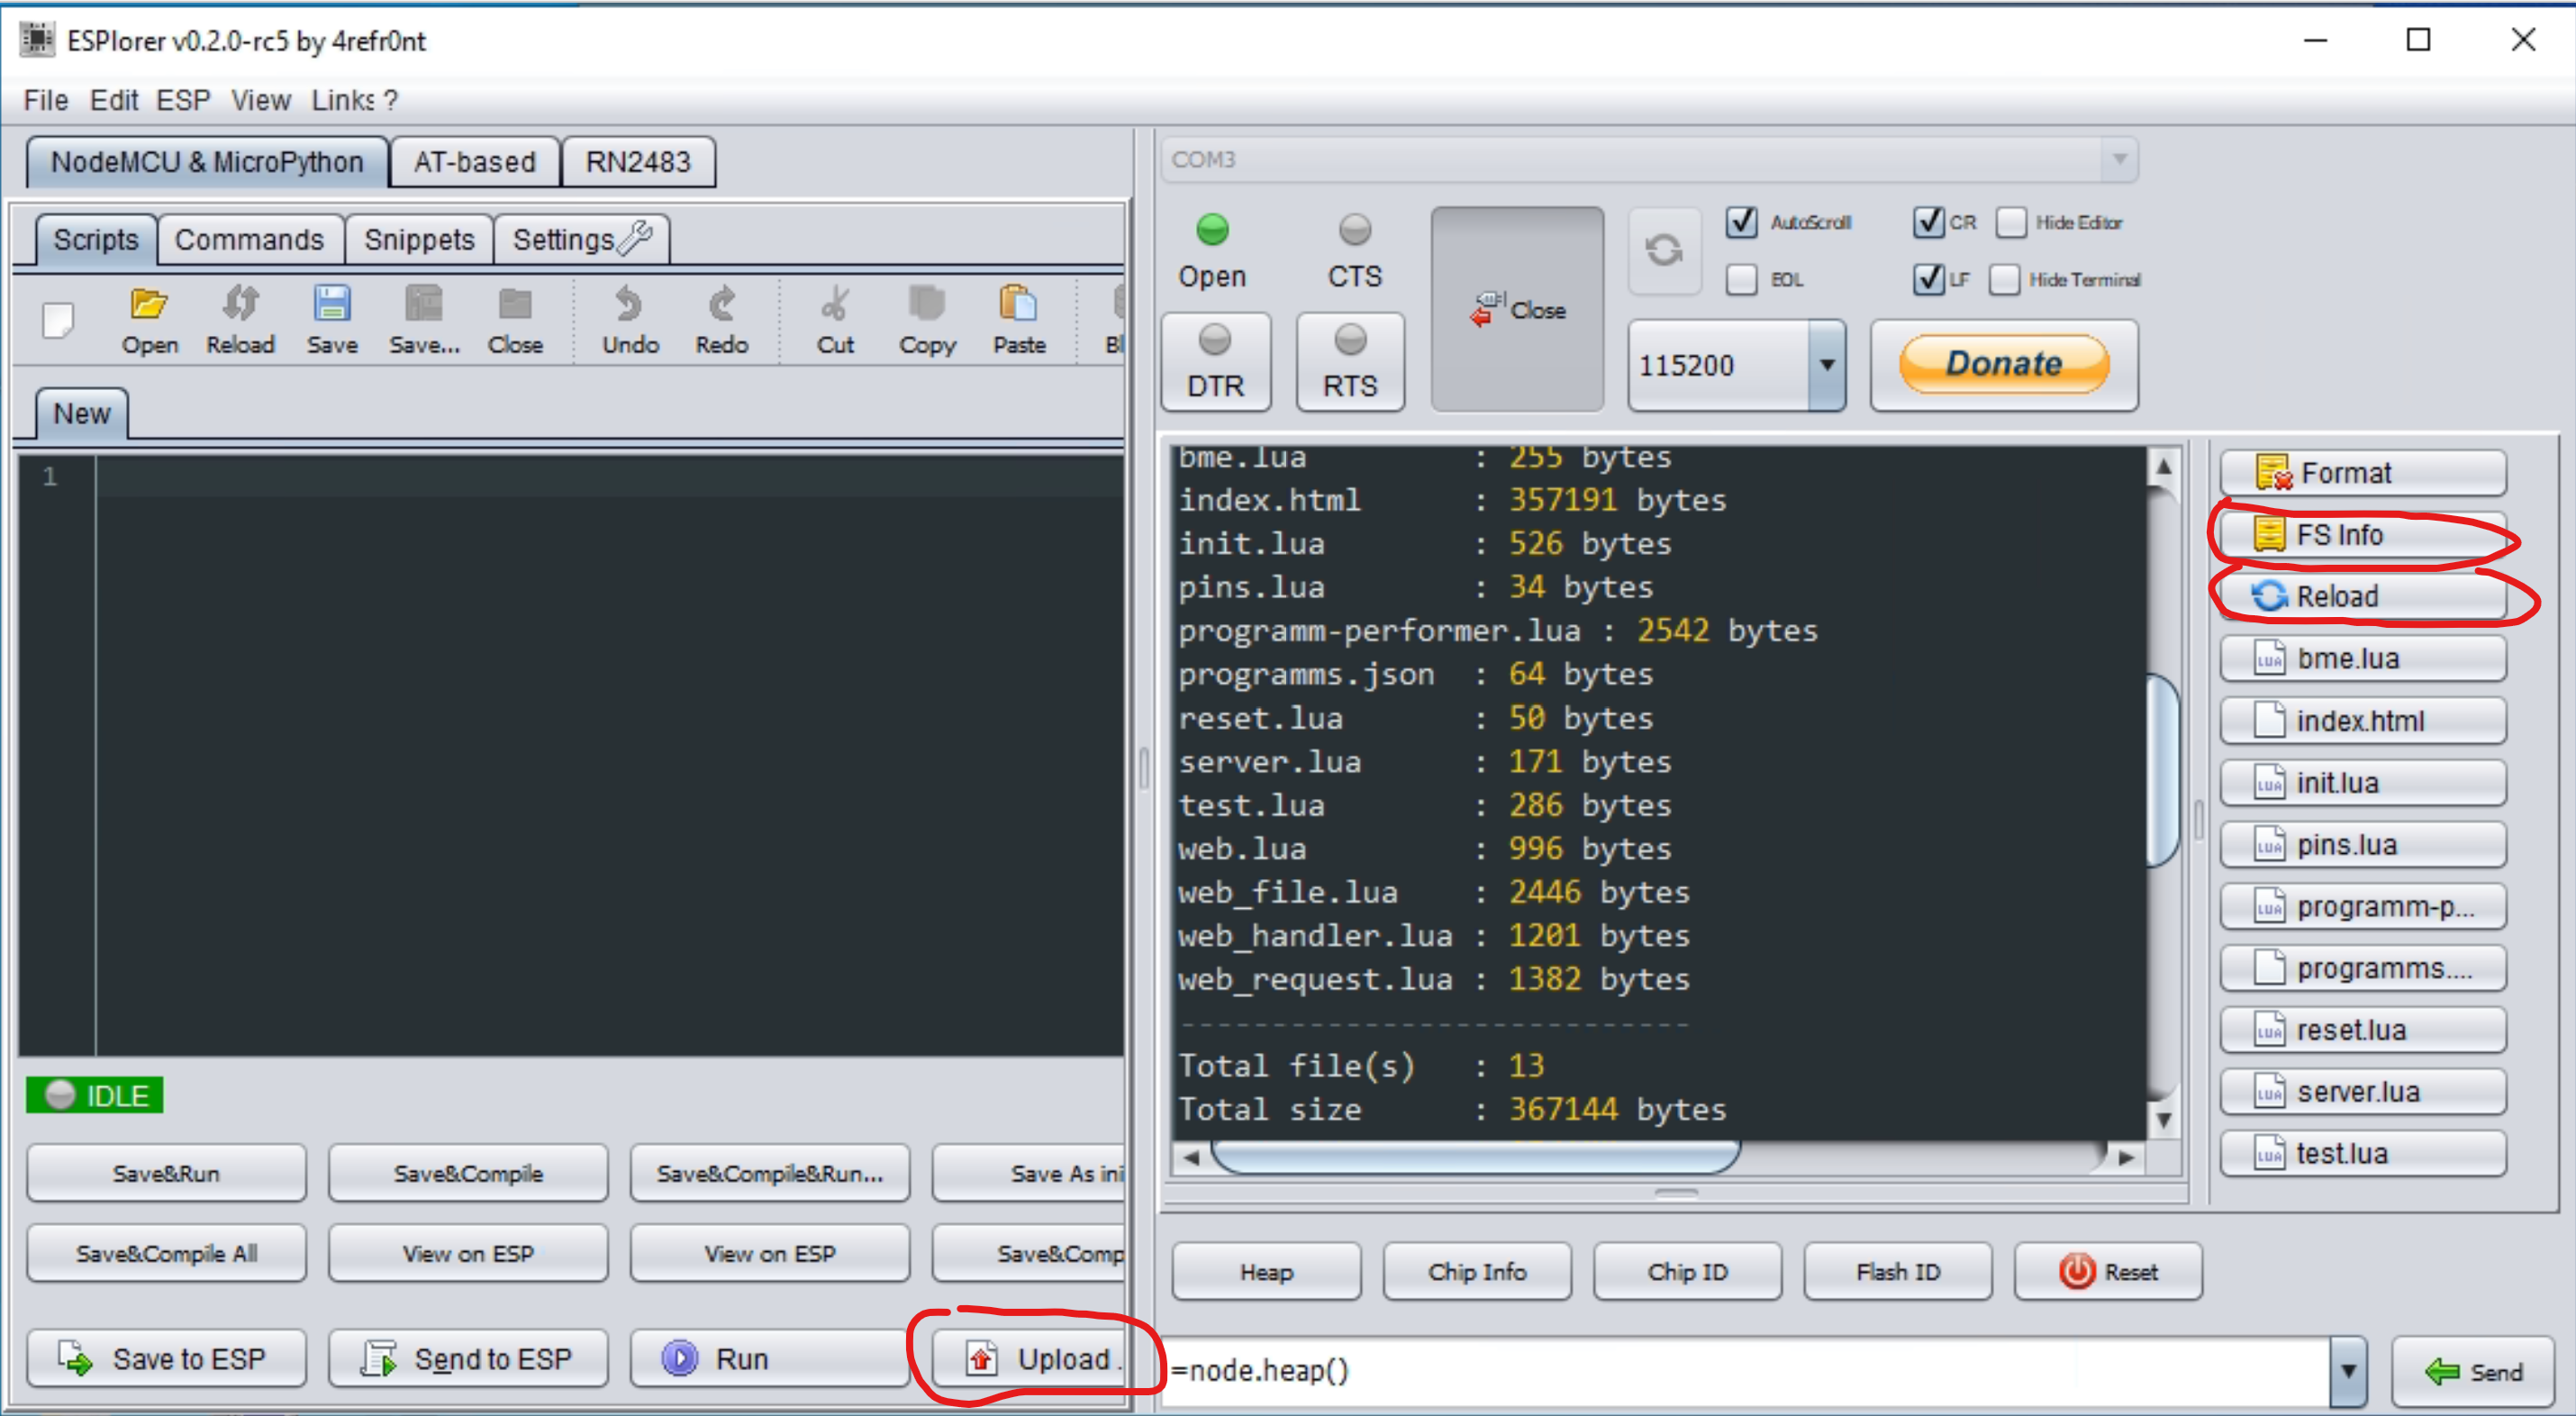 ESPlorer v0.2.0-rc5 by 4refr0nt
File Edit ESP View Links ?
NodeMCU & MicroPython AT-based RN2483
Scripts Commands Snippets Settings
Open Reload Save Save... Close Undo Redo Cut Copy Paste Bl
New
1
IDLE
Save&Run Save&Compile Save&Compile&Run... Save As ini
Save&Compile All View on ESP View on ESP Save&Comp
Save to ESP Send to ESP Run Upload .
COM3
Open CTS Close
DTR RTS
AutoScroll CR Hide Editor
EOL LF Hide Terminal
115200 Donate
bme.lua : 255 bytes
index.html : 357191 bytes
init.lua : 526 bytes
pins.lua : 34 bytes
programm-performer.lua : 2542 bytes
programms.json : 64 bytes
reset.lua : 50 bytes
server.lua : 171 bytes
test.lua : 286 bytes
web.lua : 996 bytes
web_file.lua : 2446 bytes
web_handler.lua : 1201 bytes
web_request.lua : 1382 bytes
----------------------------
Total file(s) : 13
Total size : 367144 bytes
Format
FS Info
Reload
LUA bme.lua
index.html
LUA init.lua
LUA pins.lua
LUA programm-p...
programms....
LUA reset.lua
LUA server.lua
LUA test.lua
Heap Chip Info Chip ID Flash ID Reset
=node.heap() Send